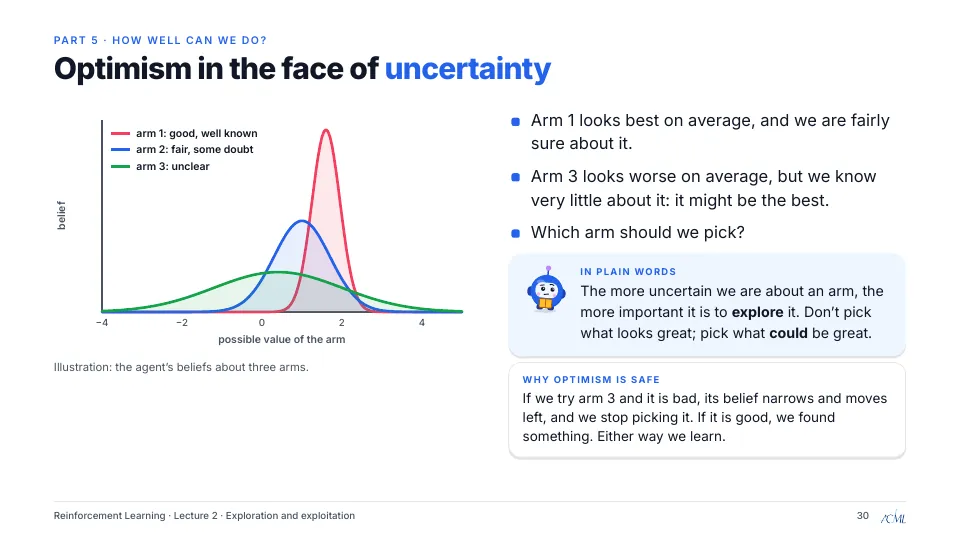 PART 5 · HOW WELL CAN WE DO?
Optimism in the face of uncertainty
arm 1: good, well known
arm 2: fair, some doubt
arm 3: unclear
belief
−4 −2 0 2 4
possible value of the arm
Illustration: the agent’s beliefs about three arms.
Arm 1 looks best on average, and we are fairly
sure about it.
Arm 3 looks worse on average, but we know
very little about it: it might be the best.
Which arm should we pick?
IN PLAIN WORDS
The more uncertain we are about an arm, the
more important it is to explore it. Don’t pick
what looks great; pick what could be great.
WHY OPTIMISM IS SAFE
If we try arm 3 and it is bad, its belief narrows and moves
left, and we stop picking it. If it is good, we found
something. Either way we learn.
Reinforcement Learning · Lecture 2 · Exploration and exploitation
30